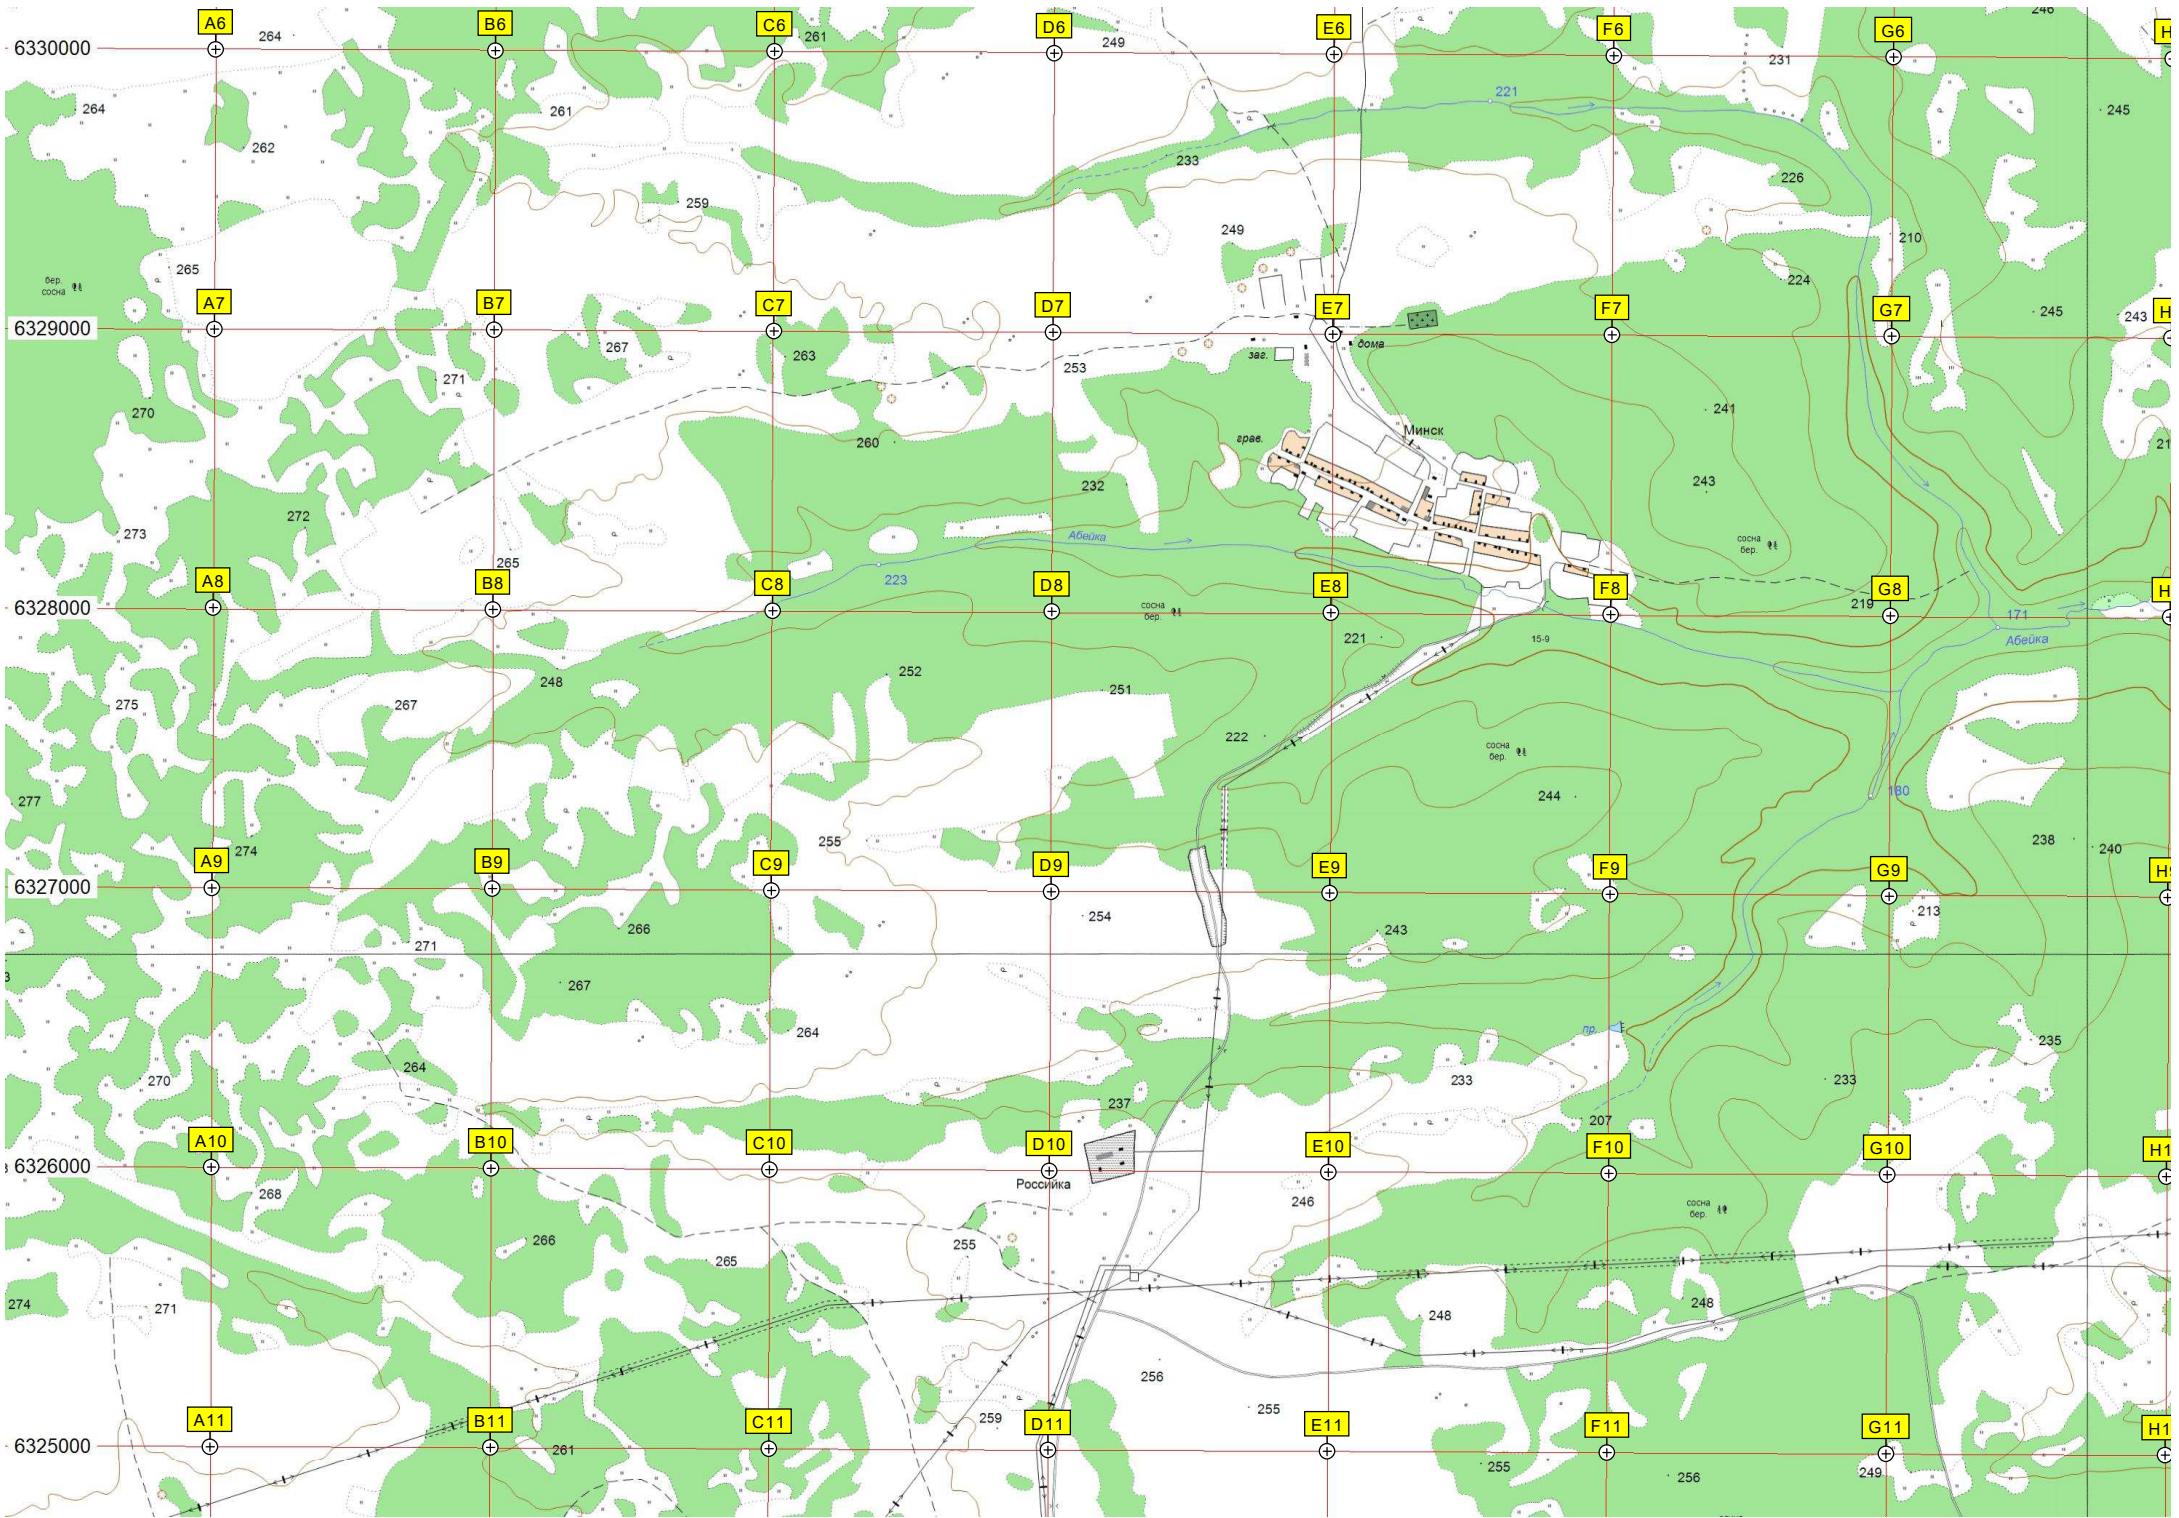 A6 B6 C6 D6 E6 F6 G6 H
6330000
264 261 249 231 246
264 261 221 245
262 233 226
259 249 210
265 224
бер.
сосна
A7 B7 C7 D7 E7 F7 G7 H
6329000
267 263 253 заг. дома 245 243
271
270 260 грав. Минск 241 21
272 232 243
273 265 Абейка 223 сосна
бер.
A8 B8 C8 D8 E8 F8 G8 H
6328000
сосна
бер.
221 15-9 219 171
Абейка
275 267 248 252 251
222 сосна
бер.
277 244 180
274 255 238 240
A9 B9 C9 D9 E9 F9 G9 H9
6327000
271 266 254 243 213
267
264 пр. 235
270 264 237 233 233
207
A10 B10 C10 D10 E10 F10 G10 H1
6326000
268 Российка 246 сосна
бер.
266 265 255
274 271 248 248
256
259 255
A11 B11 C11 D11 E11 F11 G11 H1
6325000
261 255 256 249